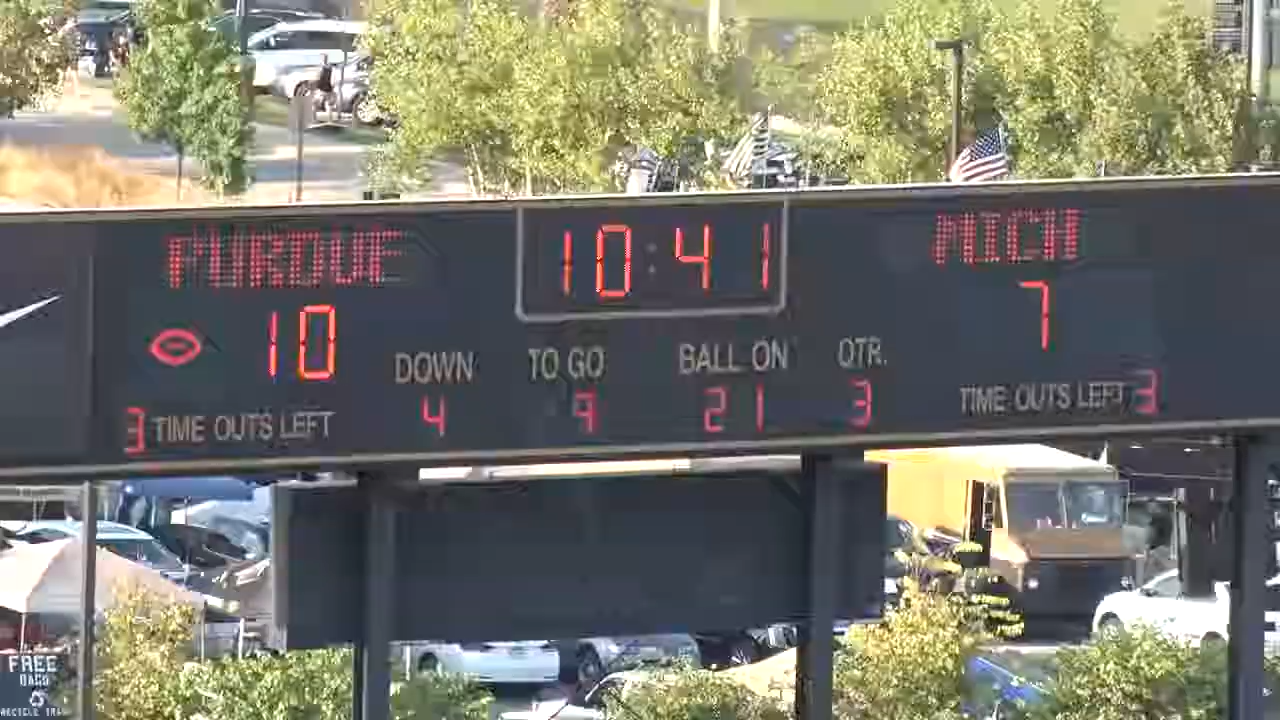 PURDUE 10:41 MICH
10 7
DOWN TO GO BALL ON QTR.
4 9 21 3
3 TIME OUTS LEFT
TIME OUTS LEFT 3
FREE
BAGS